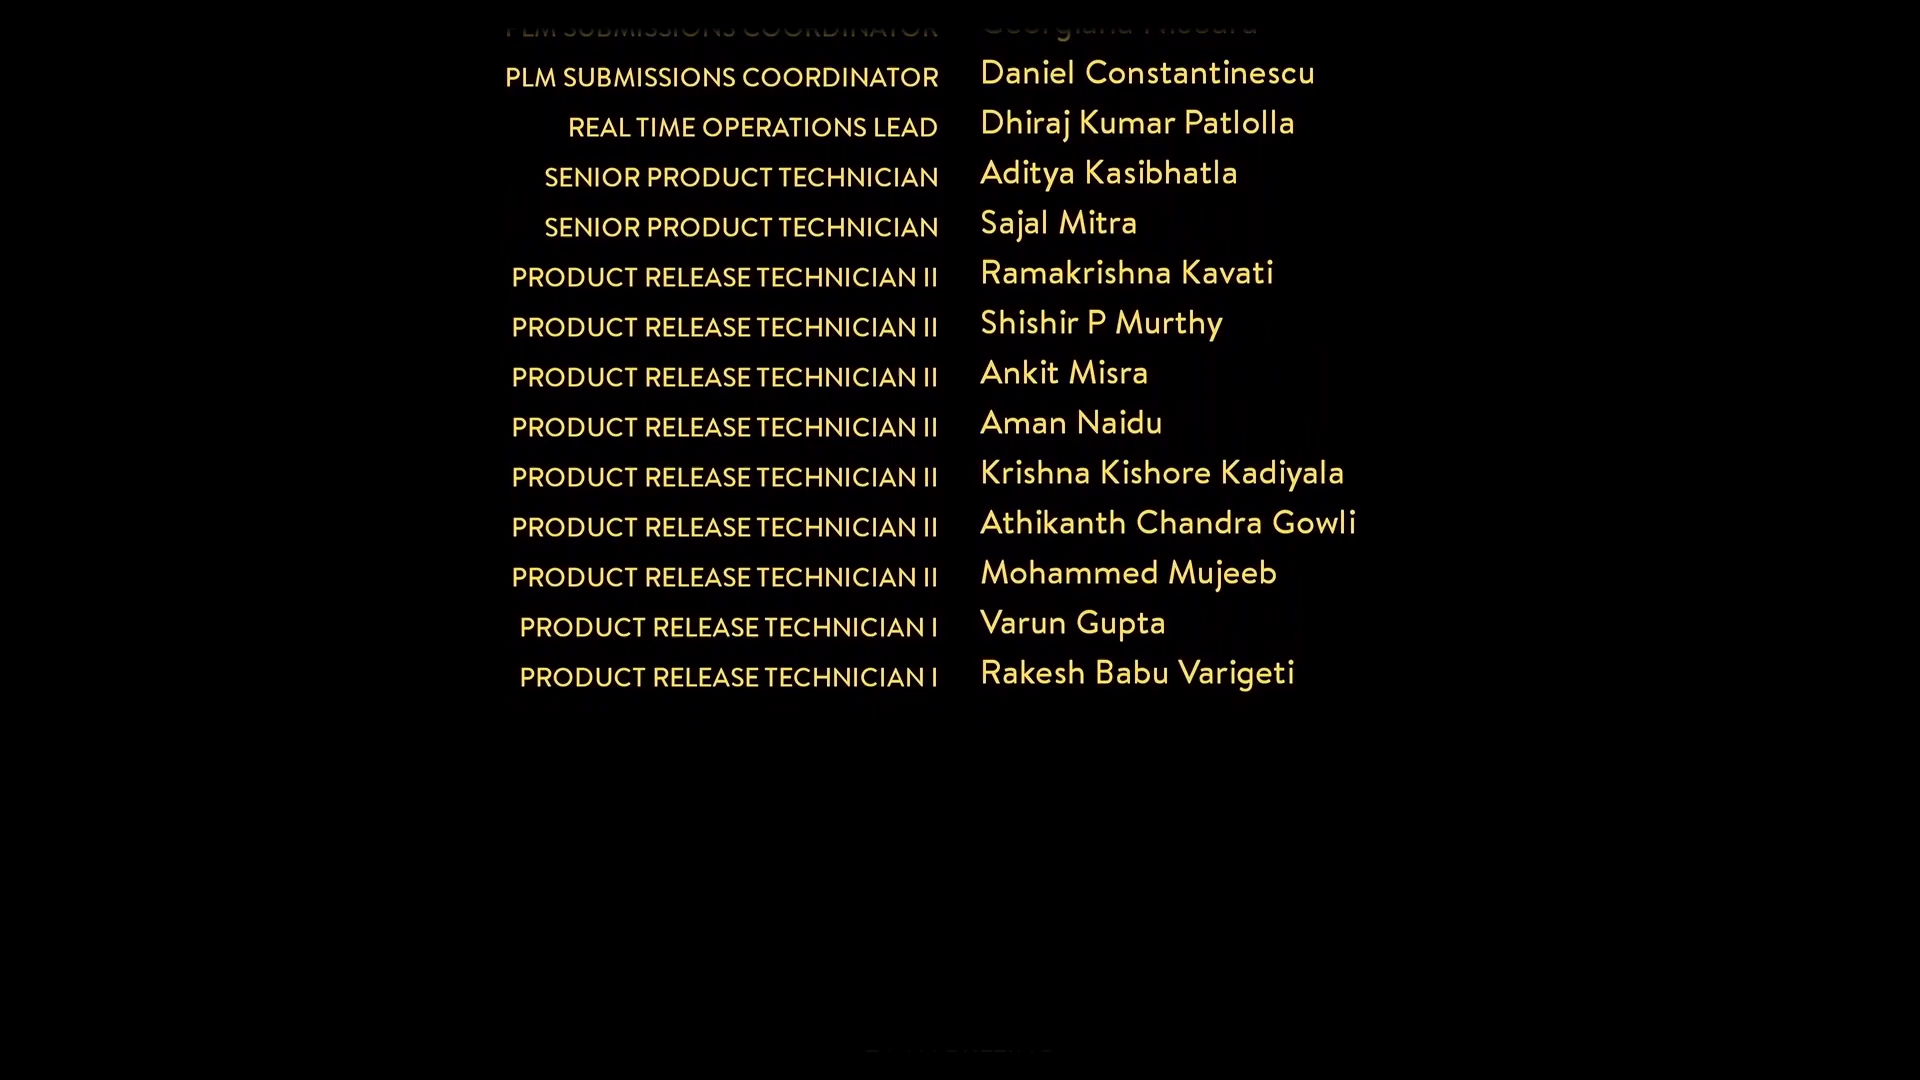 PLM SUBMISSIONS COORDINATOR
PLM SUBMISSIONS COORDINATOR Daniel Constantinescu
REAL TIME OPERATIONS LEAD Dhiraj Kumar Patlolla
SENIOR PRODUCT TECHNICIAN Aditya Kasibhatla
SENIOR PRODUCT TECHNICIAN Sajal Mitra
PRODUCT RELEASE TECHNICIAN II Ramakrishna Kavati
PRODUCT RELEASE TECHNICIAN II Shishir P Murthy
PRODUCT RELEASE TECHNICIAN II Ankit Misra
PRODUCT RELEASE TECHNICIAN II Aman Naidu
PRODUCT RELEASE TECHNICIAN II Krishna Kishore Kadiyala
PRODUCT RELEASE TECHNICIAN II Athikanth Chandra Gowli
PRODUCT RELEASE TECHNICIAN II Mohammed Mujeeb
PRODUCT RELEASE TECHNICIAN I Varun Gupta
PRODUCT RELEASE TECHNICIAN I Rakesh Babu Varigeti